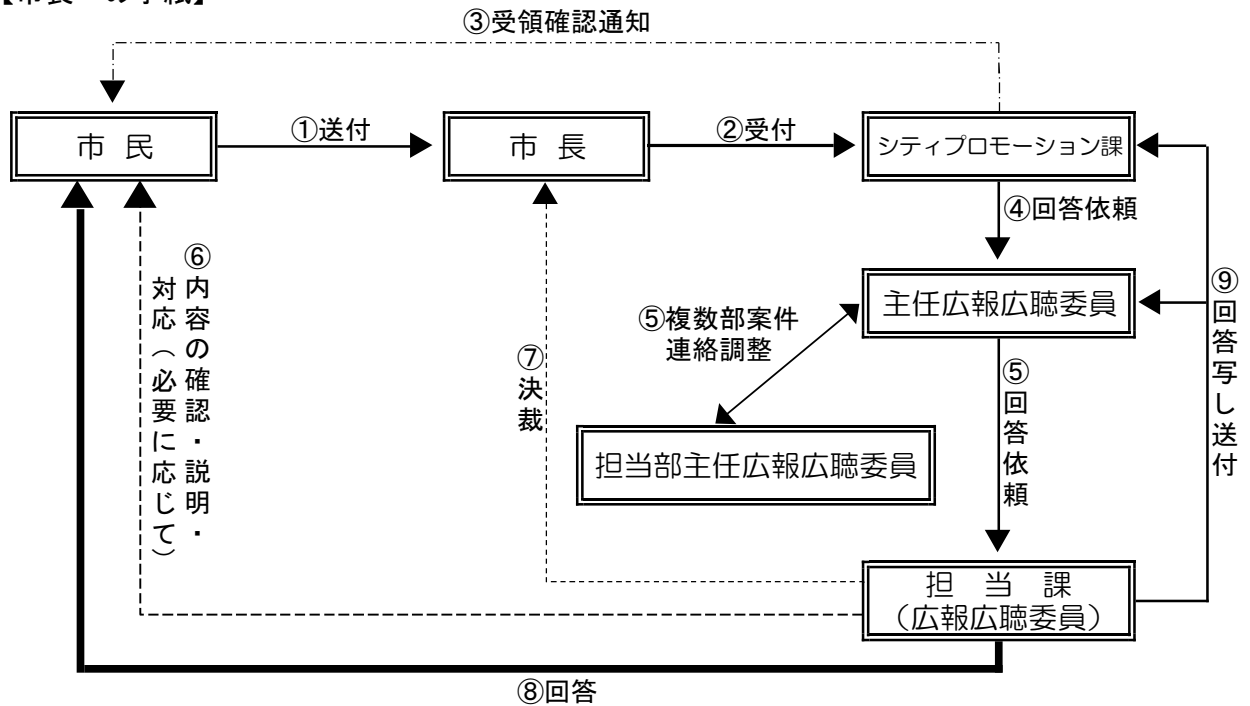 ③受領確認通知
市 民
①送付
市 長
②受付
シティプロモーション課
④回答依頼
主任広報広聴委員
⑤複数部案件
連絡調整
担当部主任広報広聴委員
⑤回答依頼
⑥内容の確認・説明・
対応（必要に応じて）
⑦決裁
⑨回答写し送付
担 当 課
（広報広聴委員）
⑧回答